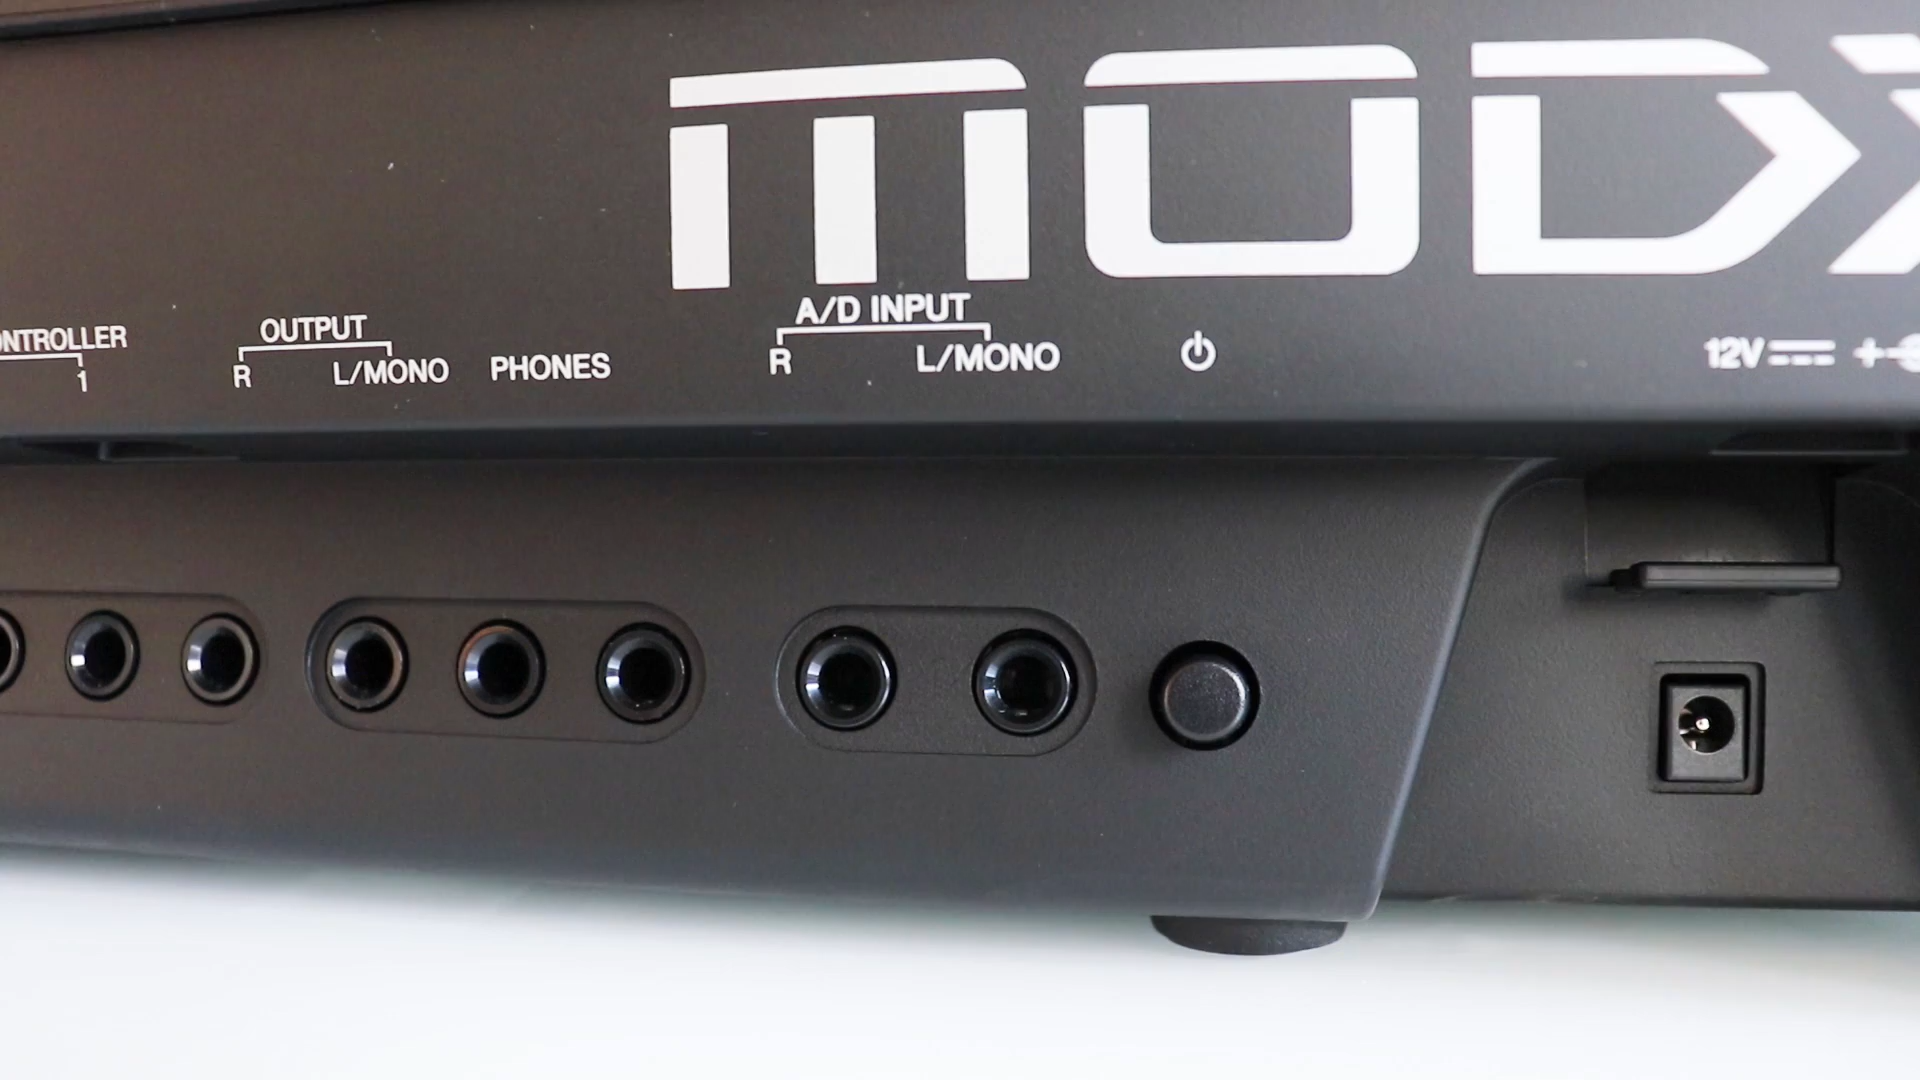 MODX
ONTROLLER
1
OUTPUT
R L/MONO
PHONES
A/D INPUT
R L/MONO
12V